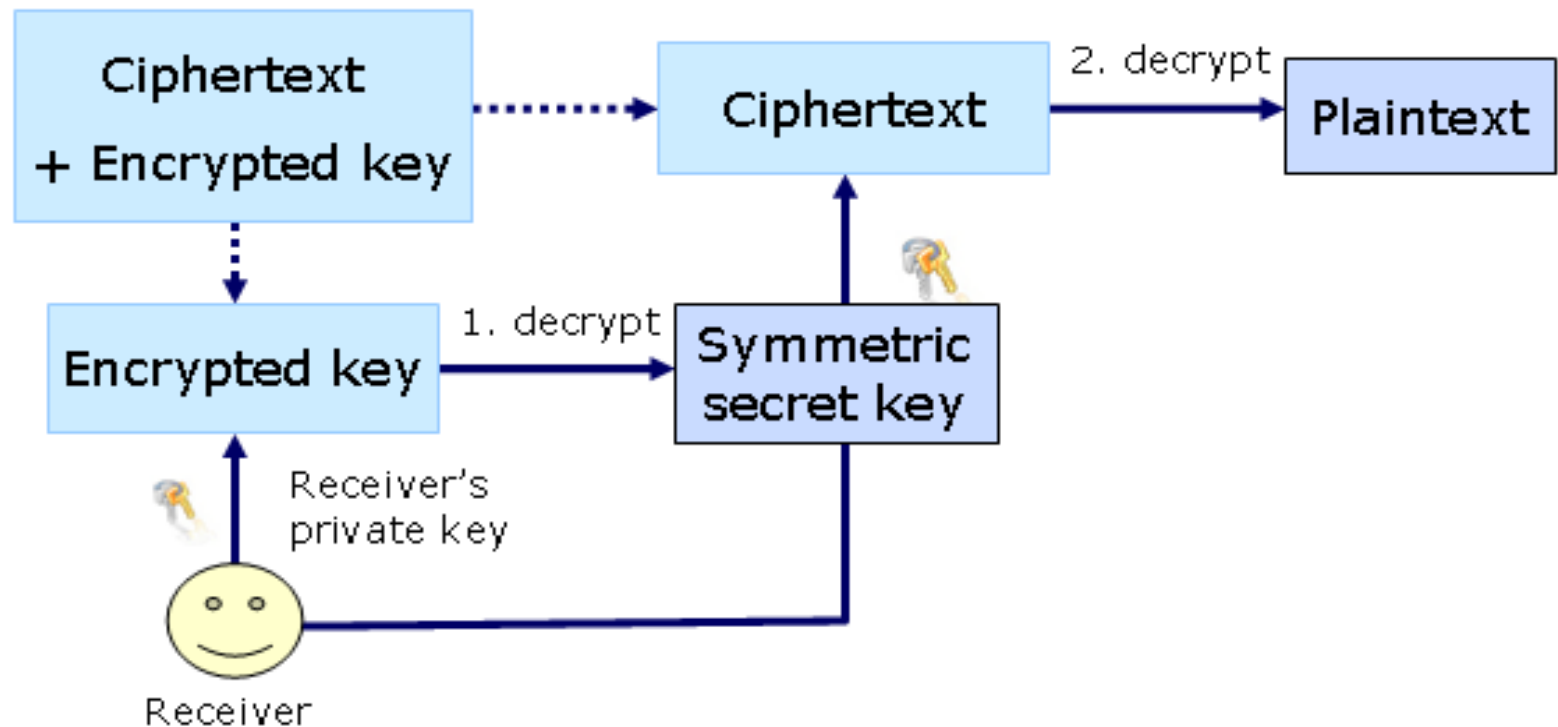 Ciphertext
+ Encrypted key
Ciphertext
2. decrypt
Plaintext
Encrypted key
1. decrypt
Symmetric
secret key
Receiver's
private key
Receiver